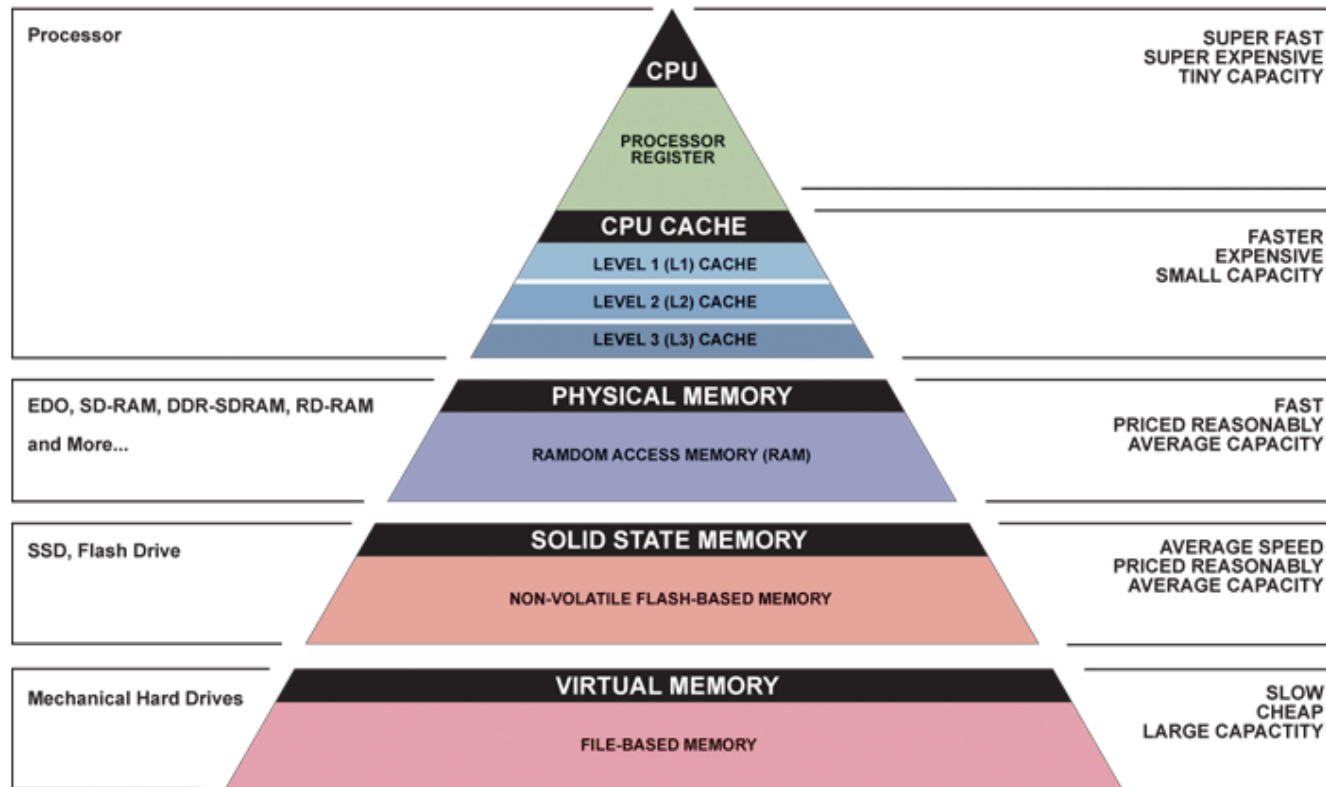 Processor
CPU
SUPER FAST
SUPER EXPENSIVE
TINY CAPACITY
PROCESSOR
REGISTER
CPU CACHE
LEVEL 1 (L1) CACHE
LEVEL 2 (L2) CACHE
LEVEL 3 (L3) CACHE
FASTER
EXPENSIVE
SMALL CAPACITY
EDO, SD-RAM, DDR-SDRAM, RD-RAM
and More...
PHYSICAL MEMORY
RAMDOM ACCESS MEMORY (RAM)
FAST
PRICED REASONABLY
AVERAGE CAPACITY
SSD, Flash Drive
SOLID STATE MEMORY
NON-VOLATILE FLASH-BASED MEMORY
AVERAGE SPEED
PRICED REASONABLY
AVERAGE CAPACITY
Mechanical Hard Drives
VIRTUAL MEMORY
FILE-BASED MEMORY
SLOW
CHEAP
LARGE CAPACTITY